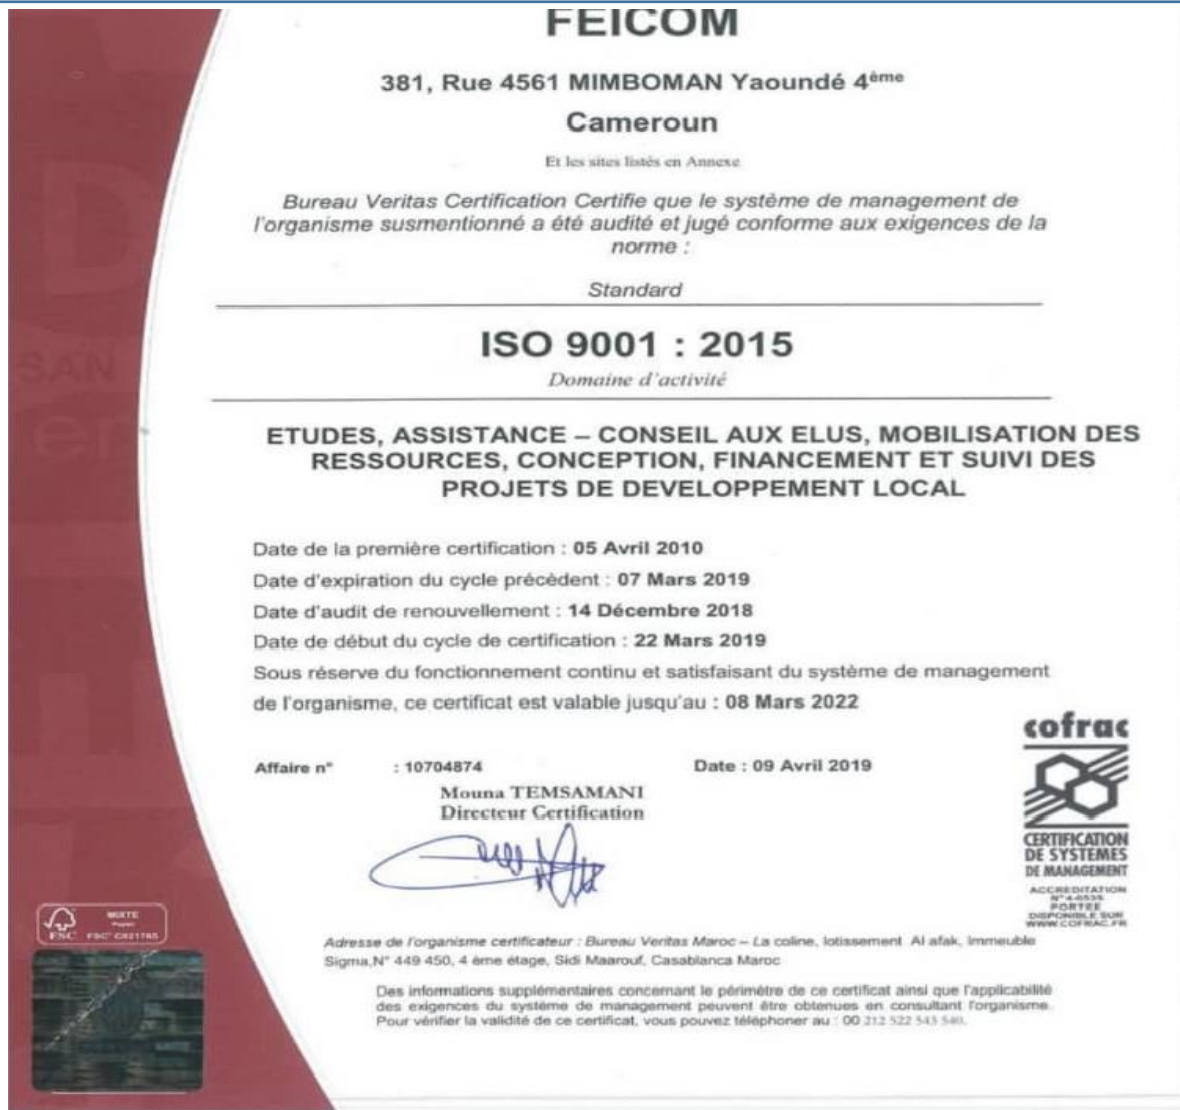 FEICOM
381, Rue 4561 MIMBOMAN Yaoundé 4ème
Cameroun
Et les sites listés en Annexe
Bureau Veritas Certification Certifie que le système de management de
l'organisme susmentionné a été audité et jugé conforme aux exigences de la
norme :
Standard
ISO 9001 : 2015
Domaine d'activité
ETUDES, ASSISTANCE – CONSEIL AUX ELUS, MOBILISATION DES
RESSOURCES, CONCEPTION, FINANCEMENT ET SUIVI DES
PROJETS DE DEVELOPPEMENT LOCAL
Date de la première certification : 05 Avril 2010
Date d'expiration du cycle précèdent : 07 Mars 2019
Date d'audit de renouvellement : 14 Décembre 2018
Date de début du cycle de certification : 22 Mars 2019
Sous réserve du fonctionnement continu et satisfaisant du système de management
de l'organisme, ce certificat est valable jusqu'au : 08 Mars 2022
Affaire n° : 10704874 Date : 09 Avril 2019
Mouna TEMSAMANI
Directeur Certification
cofrac
CERTIFICATION
DE SYSTEMES
DE MANAGEMENT
ACCREDITATION
N°4-0535
PORTEE
DISPONIBLE SUR
WWW.COFRAC.FR
MIXTE
Papier
FSC
Adresse de l'organisme certificateur : Bureau Veritas Maroc – La coline, lotissement Al afak, Immeuble
Sigma,N° 449 450, 4 ème étage, Sidi Maarouf, Casablanca Maroc
Des informations supplémentaires concernant le périmètre de ce certificat ainsi que l'applicabilité
des exigences du système de management peuvent être obtenues en consultant l'organisme.
Pour vérifier la validité de ce certificat, vous pouvez téléphoner au : 00 212 522 543 540.